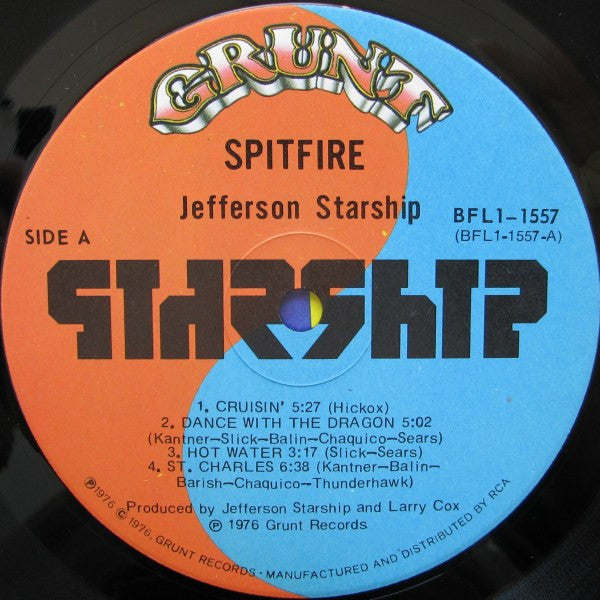 GRUNT
SPITFIRE
Jefferson Starship
BFL1-1557
SIDE A
(BFL1-1557-A)
STARSHIP
1. CRUISIN' 5:27 (Hickox)
2. DANCE WITH THE DRAGON 5:02
(Kantner-Slick-Balin-Chaquico-Sears)
3. HOT WATER 3:17 (Slick-Sears)
4. ST. CHARLES 6:38 (Kantner-Balin-
Barish-Chaquico-Thunderhawk)
Produced by Jefferson Starship and Larry Cox
℗ 1976 Grunt Records
℗1976 ©1976, GRUNT RECORDS · MANUFACTURED AND DISTRIBUTED BY RCA